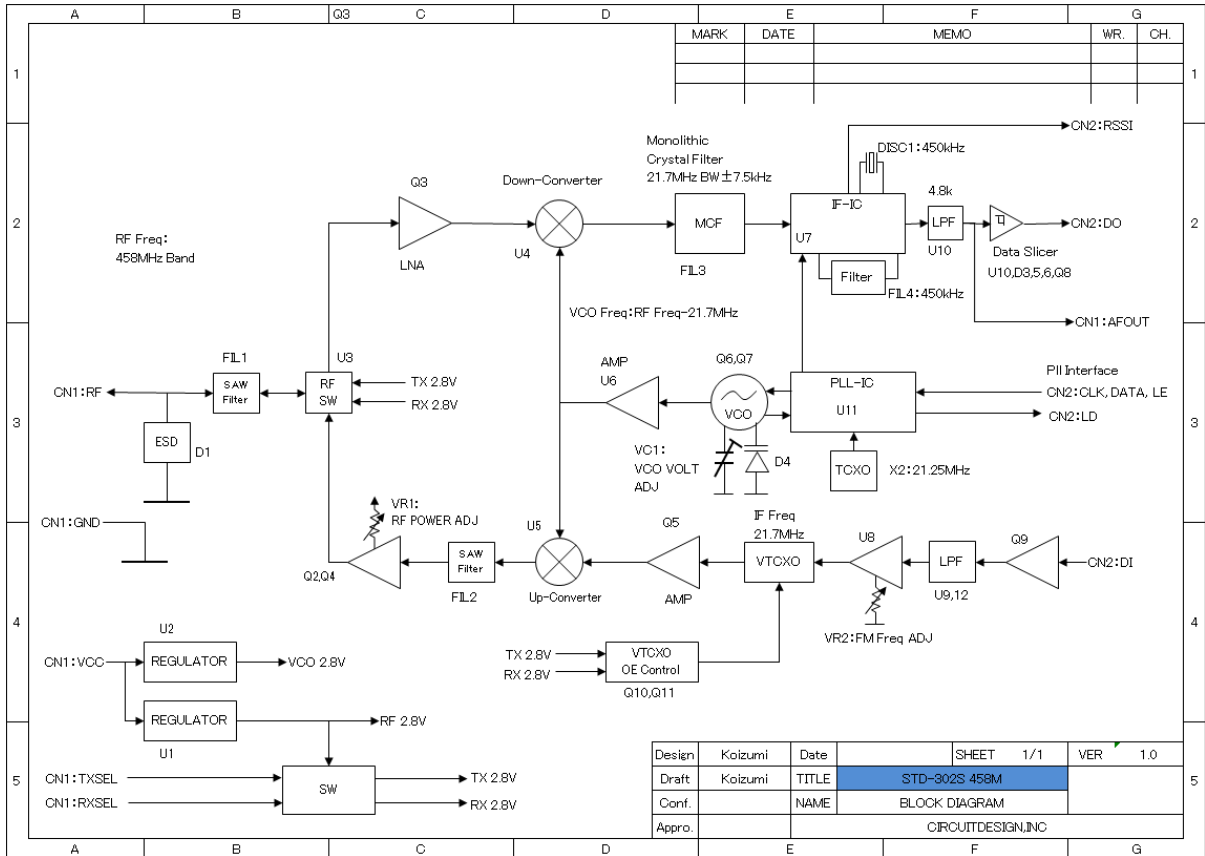 A B Q3 C D E F G
MARK DATE MEMO WR. CH.
1 1
CN2:RSSI
Monolithic
Crystal Filter
21.7MHz BW±7.5kHz
DISC1:450kHz
Q3
Down-Converter
IF-IC
4.8k
2 MCF LPF CN2:DO 2
RF Freq:
458MHz Band
U7
U4
U10
Data Slicer
U10,D3,5,6,Q8
LNA
FIL3
Filter
FIL4:450kHz
VCO Freq:RF Freq-21.7MHz
CN1:AFOUT
FIL1
U3
AMP
U6
Q6,Q7
Pll Interface
CN1:RF
SAW
Filter
RF
SW
TX 2.8V
RX 2.8V
VCO
PLL-IC
U11
CN2:CLK, DATA, LE
CN2:LD
3 3
ESD
D1
VC1:
VCO VOLT
ADJ
D4
TCXO
X2:21.25MHz
VR1:
RF POWER ADJ
CN1:GND
U5
Q5
IF Freq
21.7MHz
U8
Q9
SAW
Filter
VTCXO
LPF
CN2:DI
Q2,Q4
FIL2
Up-Converter
AMP
U9,12
4 4
VR2:FM Freq ADJ
U2
CN1:VCC
REGULATOR
VCO 2.8V
TX 2.8V
RX 2.8V
VTCXO
OE Control
Q10,Q11
REGULATOR
RF 2.8V
U1
CN1:TXSEL
CN1:RXSEL
SW
TX 2.8V
RX 2.8V
5 5
Design Koizumi Date SHEET 1/1 VER 1.0
Draft Koizumi TITLE STD-302S 458M
Conf. NAME BLOCK DIAGRAM
Appro. CIRCUITDESIGN,INC
A B C D E F G